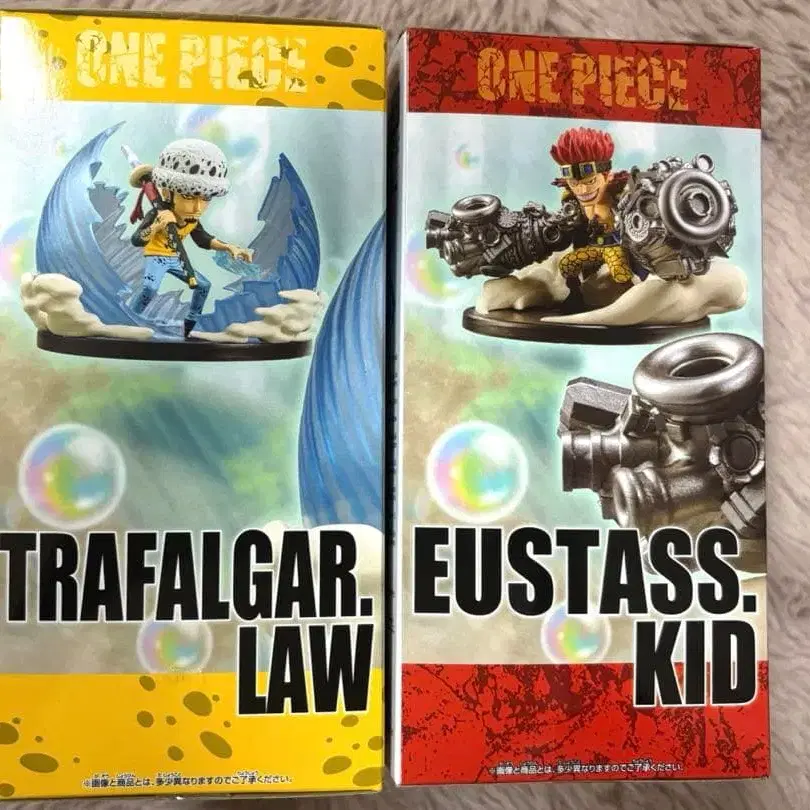 ONE PIECE
TRAFALGAR.
LAW
※画像と商品とは、多少異なりますのでご了承ください。
ONE PIECE
EUSTASS.
KID
※画像と商品とは、多少異なりますのでご了承ください。